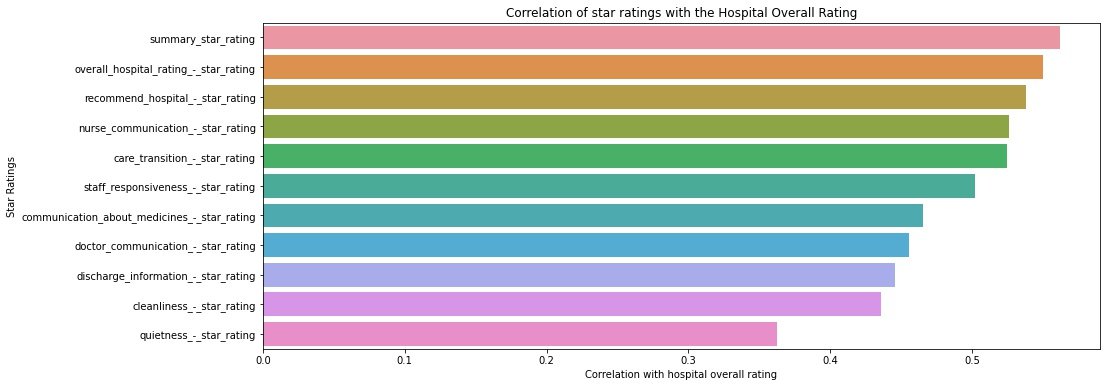 Correlation of star ratings with the Hospital Overall Rating
Star Ratings
summary_star_rating
overall_hospital_rating_-_star_rating
recommend_hospital_-_star_rating
nurse_communication_-_star_rating
care_transition_-_star_rating
staff_responsiveness_-_star_rating
communication_about_medicines_-_star_rating
doctor_communication_-_star_rating
discharge_information_-_star_rating
cleanliness_-_star_rating
quietness_-_star_rating
0.0 0.1 0.2 0.3 0.4 0.5
Correlation with hospital overall rating